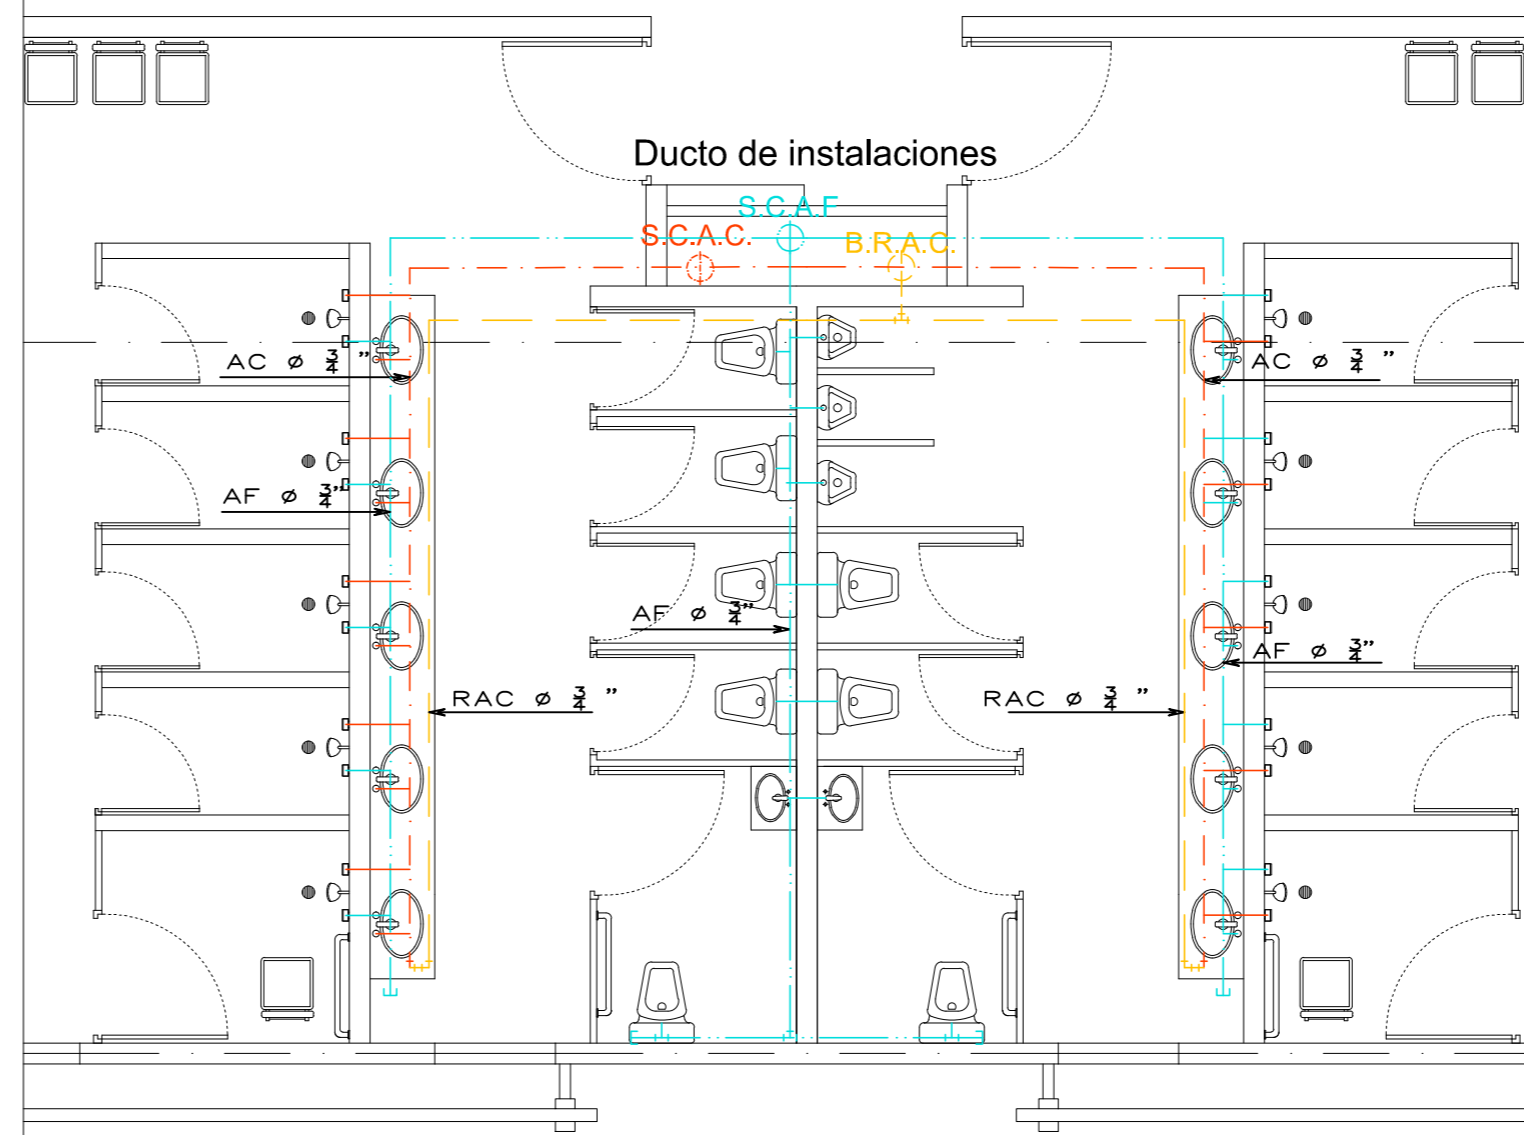 Ducto de instalaciones
S.C.A.F
S.C.A.C.
B.R.A.C.
AC ø 3/4 ”
AC ø 3/4 ”
AF ø 3/4”
AF ø 3/4”
AF ø 3/4”
RAC ø 3/4 ”
RAC ø 3/4 ”